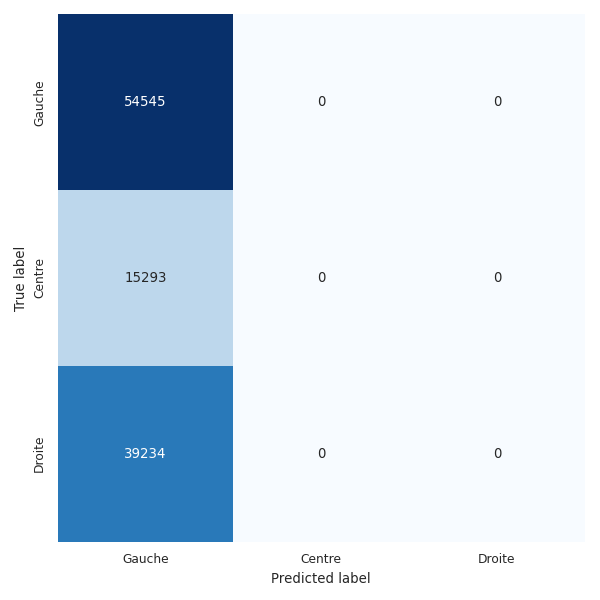 Gauche
54545 0 0
True label
Centre
15293 0 0
Droite
39234 0 0
Gauche Centre Droite
Predicted label